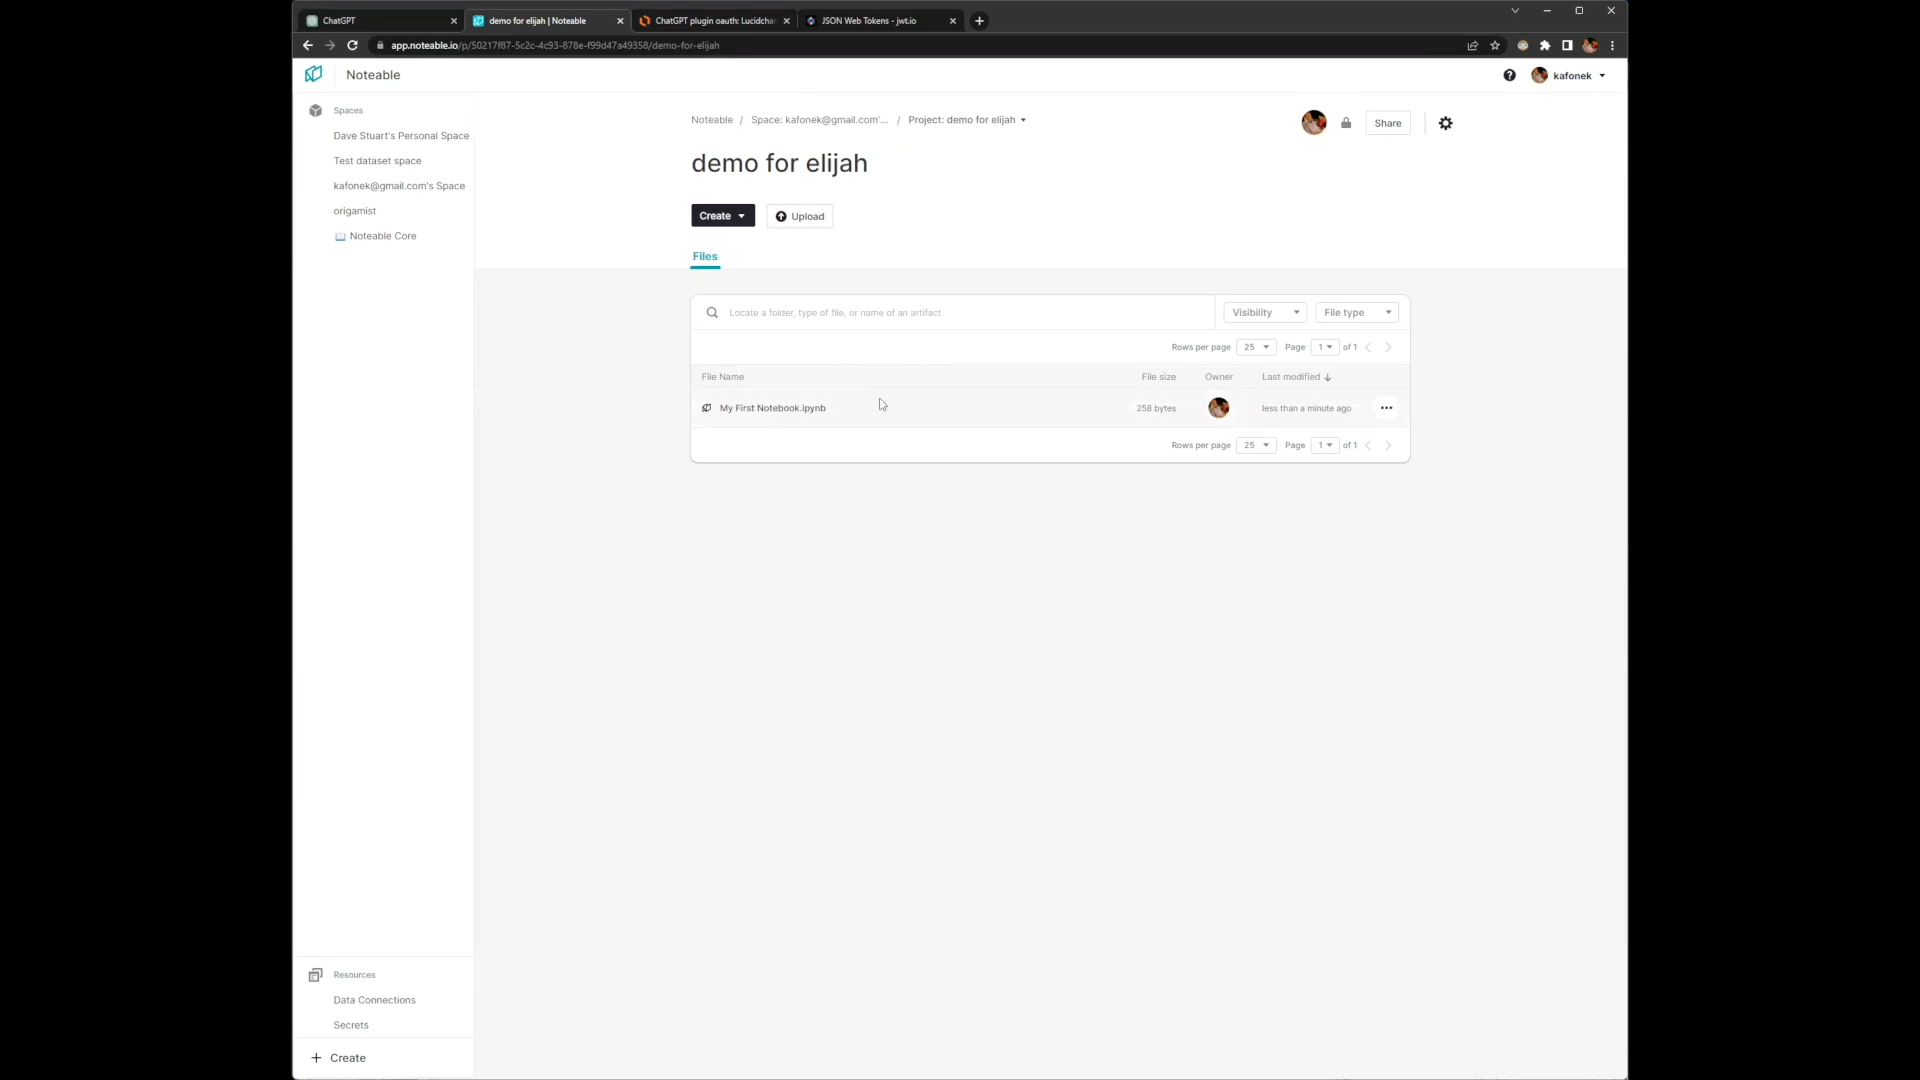 ChatGPT
demo for elijah | Noteable
ChatGPT plugin oauth: Lucidchar
JSON Web Tokens - jwt.io
app.noteable.io/p/50217f87-5c2c-4c93-878e-f99d47a49358/demo-for-elijah
Noteable
kafonek
Spaces
Dave Stuart's Personal Space
Test dataset space
kafonek@gmail.com's Space
origamist
Noteable Core
Noteable / Space: kafonek@gmail.com'... / Project: demo for elijah
Share
demo for elijah
Create
Upload
Files
Locate a folder, type of file, or name of an artifact
Visibility
File type
Rows per page 25 Page 1 of 1
File Name File size Owner Last modified
My First Notebook.ipynb 258 bytes less than a minute ago
Rows per page 25 Page 1 of 1
Resources
Data Connections
Secrets
+ Create